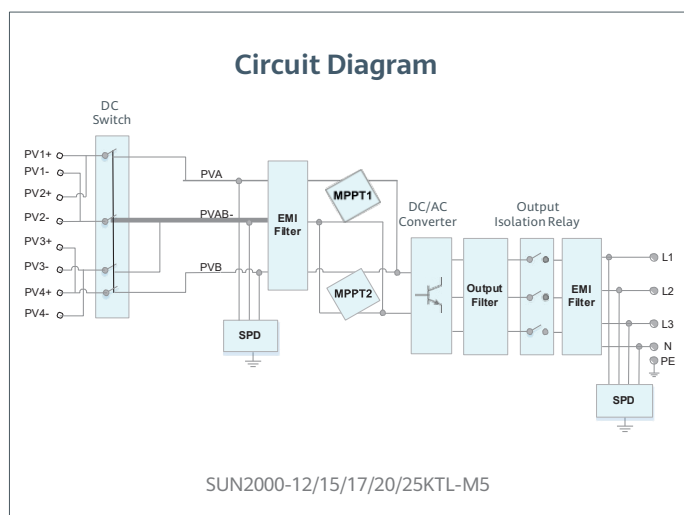 Circuit Diagram
DC
Switch
PV1+
PV1-
PV2+
PV2-
PV3+
PV3-
PV4+
PV4-
PVA
PVAB-
PVB
EMI
Filter
SPD
MPPT1
MPPT2
DC/AC
Converter
Output
Filter
Output
Isolation Relay
EMI
Filter
L1
L2
L3
N
PE
SPD
SUN2000-12/15/17/20/25KTL-M5